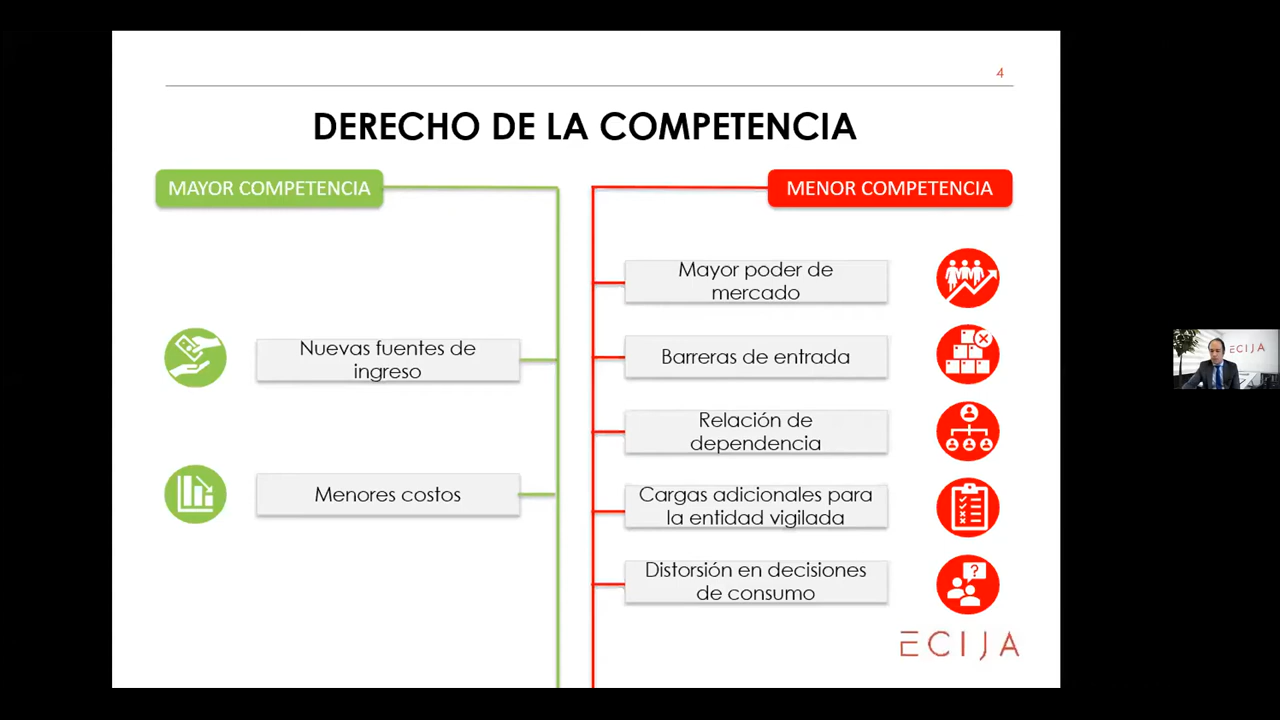 4
DERECHO DE LA COMPETENCIA
MAYOR COMPETENCIA
Nuevas fuentes de
ingreso
Menores costos
MENOR COMPETENCIA
Mayor poder de
mercado
Barreras de entrada
Relación de
dependencia
Cargas adicionales para
la entidad vigilada
Distorsión en decisiones
de consumo
?
ECIJA
ECIJA